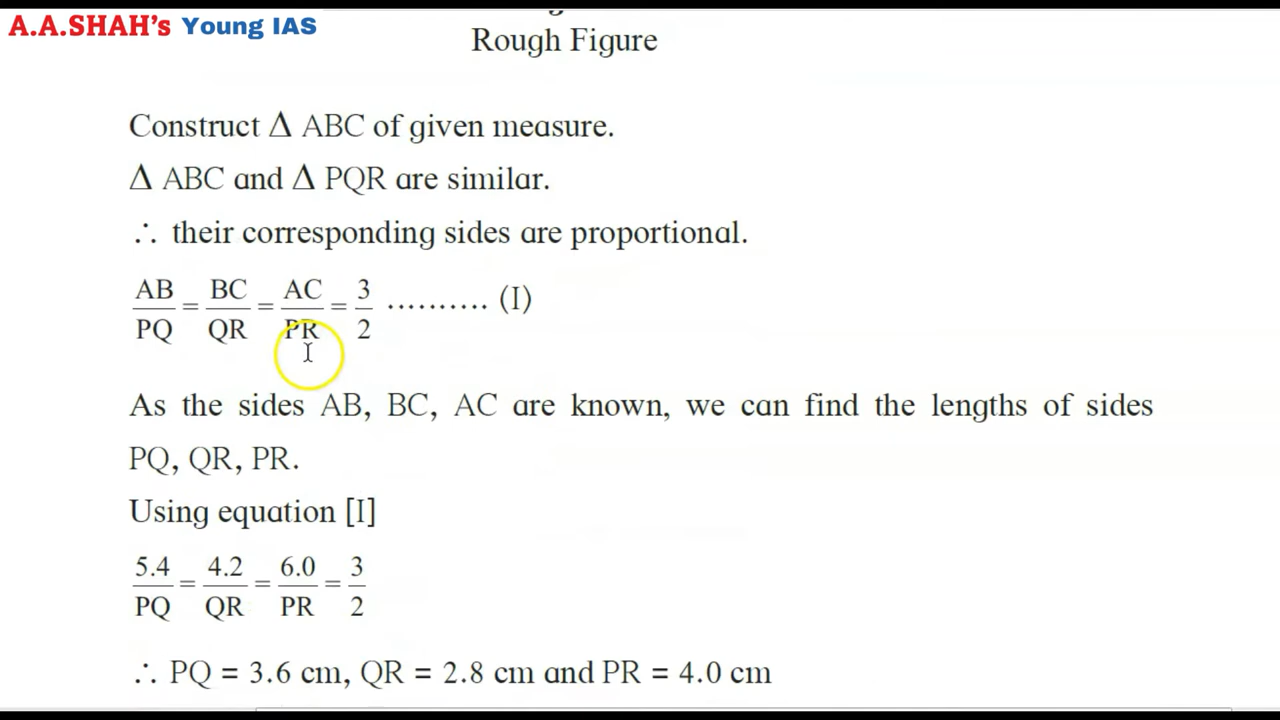 A.A.SHAH's Young IAS
Rough Figure
Construct Δ ABC of given measure.
Δ ABC and Δ PQR are similar.
∴ their corresponding sides are proportional.
AB/PQ = BC/QR = AC/PR = 3/2 .......... (I)
As the sides AB, BC, AC are known, we can find the lengths of sides
PQ, QR, PR.
Using equation [I]
5.4/PQ = 4.2/QR = 6.0/PR = 3/2
∴ PQ = 3.6 cm, QR = 2.8 cm and PR = 4.0 cm